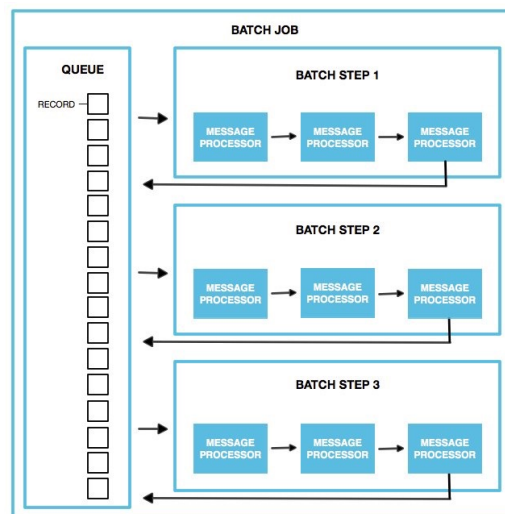 BATCH JOB
QUEUE
RECORD
BATCH STEP 1
MESSAGE PROCESSOR
MESSAGE PROCESSOR
MESSAGE PROCESSOR
BATCH STEP 2
MESSAGE PROCESSOR
MESSAGE PROCESSOR
MESSAGE PROCESSOR
BATCH STEP 3
MESSAGE PROCESSOR
MESSAGE PROCESSOR
MESSAGE PROCESSOR